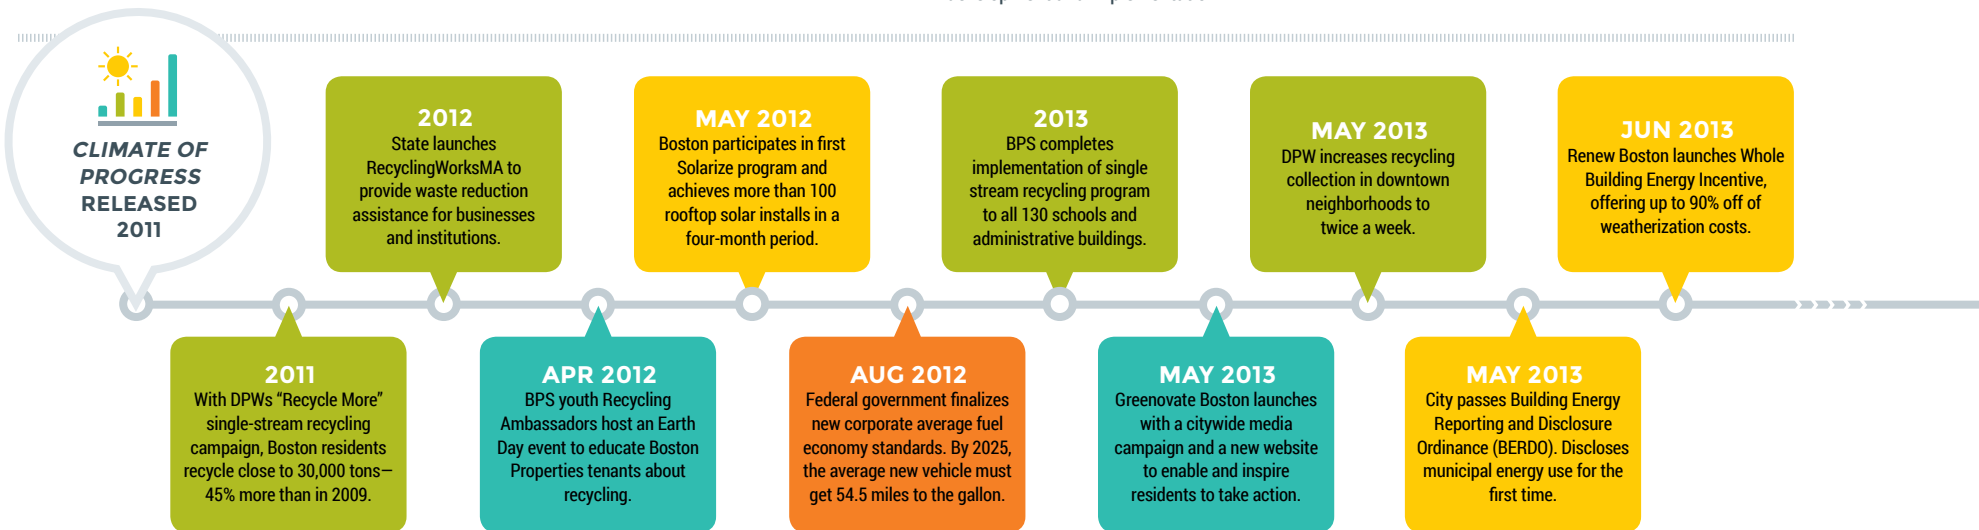 CLIMATE OF
PROGRESS
RELEASED
2011
2011
With DPWs “Recycle More”
single-stream recycling
campaign, Boston residents
recycle close to 30,000 tons—
45% more than in 2009.
2012
State launches
RecyclingWorksMA to
provide waste reduction
assistance for businesses
and institutions.
APR 2012
BPS youth Recycling
Ambassadors host an Earth
Day event to educate Boston
Properties tenants about
recycling.
MAY 2012
Boston participates in first
Solarize program and
achieves more than 100
rooftop solar installs in a
four-month period.
AUG 2012
Federal government finalizes
new corporate average fuel
economy standards. By 2025,
the average new vehicle must
get 54.5 miles to the gallon.
2013
BPS completes
implementation of single
stream recycling program
to all 130 schools and
administrative buildings.
MAY 2013
Greenovate Boston launches
with a citywide media
campaign and a new website
to enable and inspire
residents to take action.
MAY 2013
DPW increases recycling
collection in downtown
neighborhoods to
twice a week.
MAY 2013
City passes Building Energy
Reporting and Disclosure
Ordinance (BERDO). Discloses
municipal energy use for the
first time.
JUN 2013
Renew Boston launches Whole
Building Energy Incentive,
offering up to 90% off of
weatherization costs.